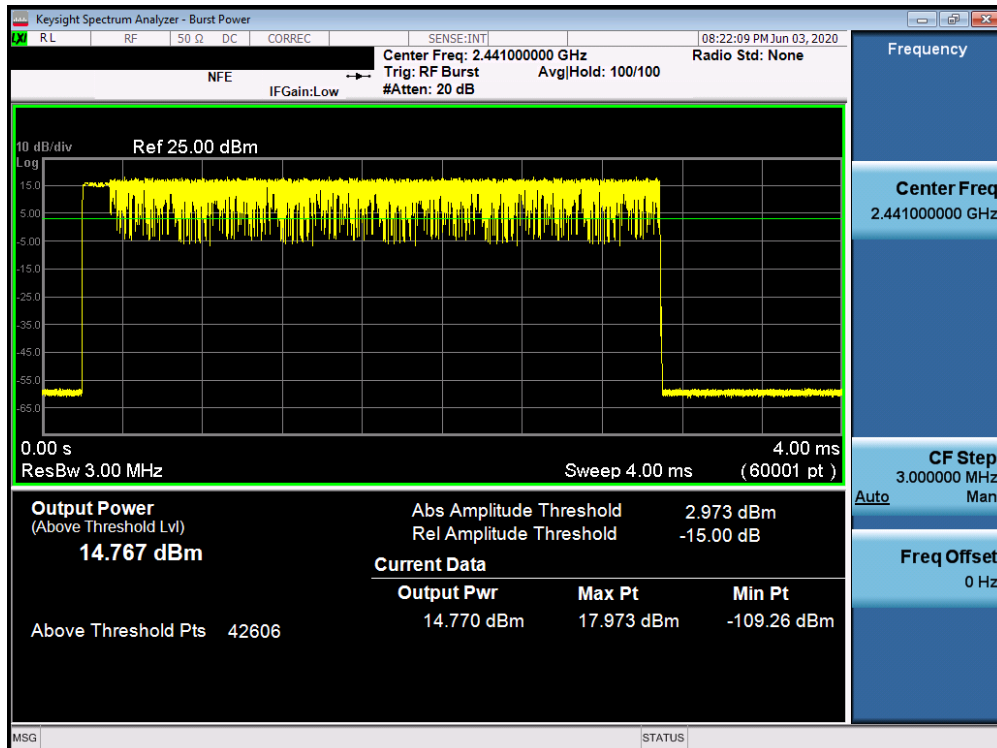 Keysight Spectrum Analyzer - Burst Power
LXI RL RF 50 Ω DC CORREC SENSE:INT 08:22:09 PM Jun 03, 2020
Center Freq: 2.441000000 GHz Radio Std: None
NFE Trig: RF Burst Avg|Hold: 100/100
IFGain:Low #Atten: 20 dB
10 dB/div Ref 25.00 dBm
Log
15.0
5.00
-5.00
-15.0
-25.0
-35.0
-45.0
-55.0
-65.0
0.00 s 4.00 ms
ResBw 3.00 MHz Sweep 4.00 ms (60001 pt)
Output Power
(Above Threshold Lvl)
14.767 dBm
Above Threshold Pts 42606
Abs Amplitude Threshold 2.973 dBm
Rel Amplitude Threshold -15.00 dB
Current Data
Output Pwr Max Pt Min Pt
14.770 dBm 17.973 dBm -109.26 dBm
Frequency
Center Freq
2.441000000 GHz
CF Step
3.000000 MHz
Auto Man
Freq Offset
0 Hz
MSG STATUS